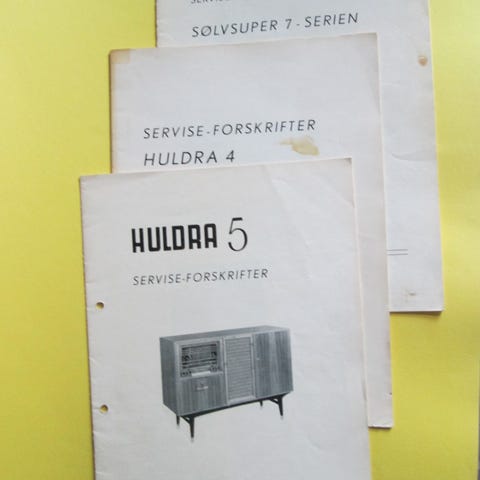 SØLVSUPER 7-SERIEN
SERVISE-FORSKRIFTER
HULDRA 4
HULDRA 5
SERVISE-FORSKRIFTER